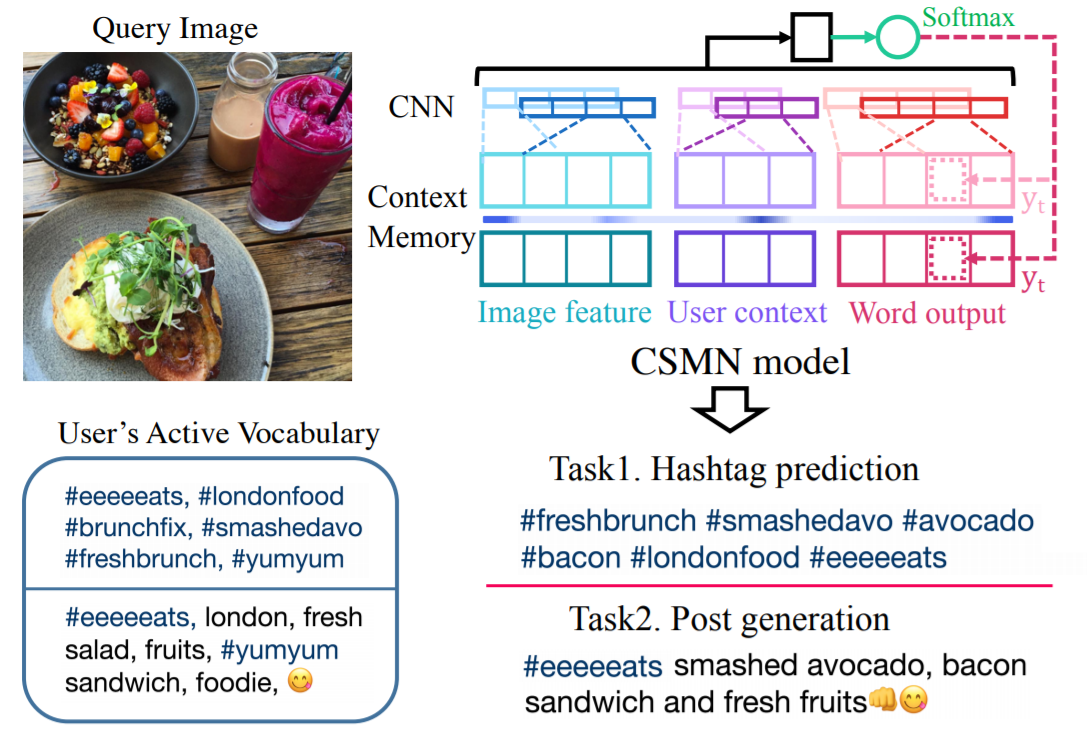 Query Image
Softmax
CNN
Context
Memory
yt
yt
Image feature
User context
Word output
CSMN model
User's Active Vocabulary
#eeeeeats, #londonfood
#brunchfix, #smashedavo
#freshbrunch, #yumyum
#eeeeeats, london, fresh
salad, fruits, #yumyum
sandwich, foodie, 😋
Task1. Hashtag prediction
#freshbrunch #smashedavo #avocado
#bacon #londonfood #eeeeeats
Task2. Post generation
#eeeeeats smashed avocado, bacon
sandwich and fresh fruits👊😋